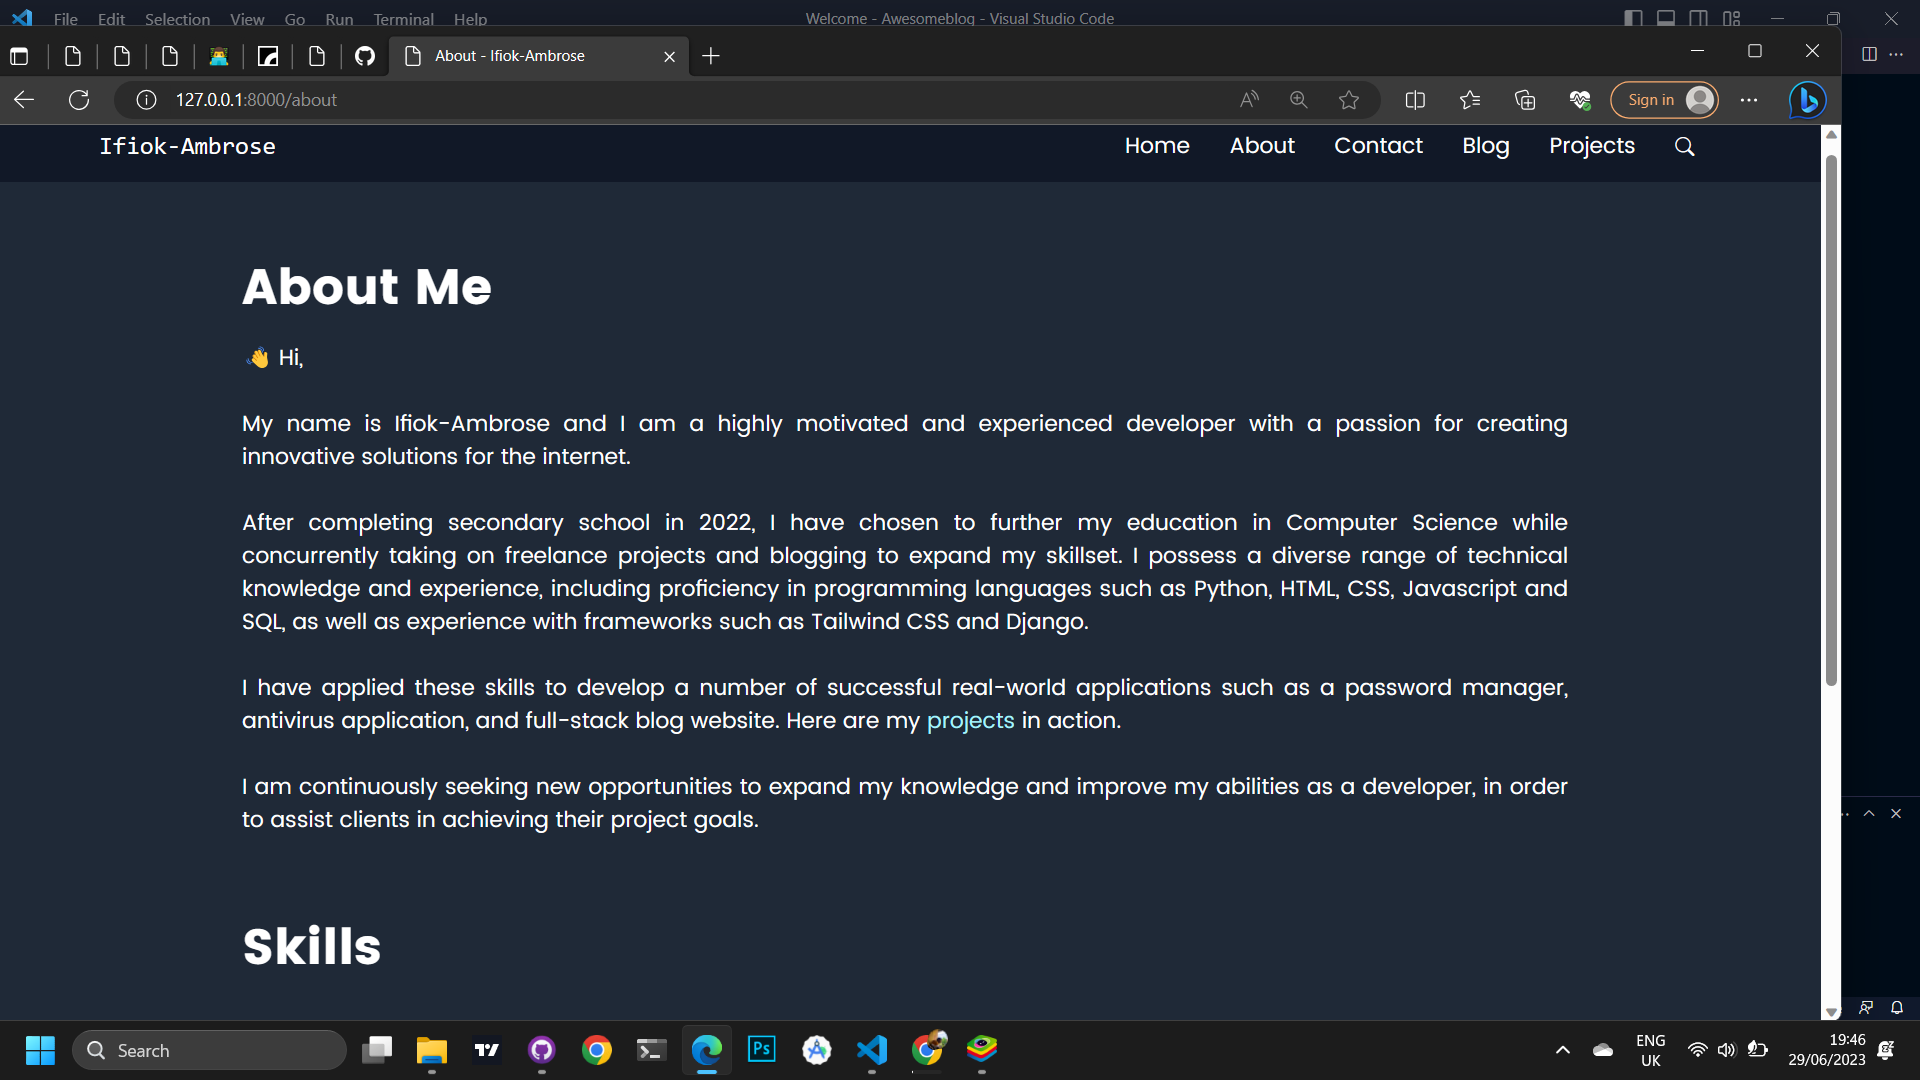 File Edit Selection View Go Run Terminal Help Welcome - Awesomeblog - Visual Studio Code
About - Ifiok-Ambrose
127.0.0.1:8000/about
Sign in
Ifiok-Ambrose
Home About Contact Blog Projects
About Me
👋 Hi,
My name is Ifiok-Ambrose and I am a highly motivated and experienced developer with a passion for creating
innovative solutions for the internet.
After completing secondary school in 2022, I have chosen to further my education in Computer Science while
concurrently taking on freelance projects and blogging to expand my skillset. I possess a diverse range of technical
knowledge and experience, including proficiency in programming languages such as Python, HTML, CSS, Javascript and
SQL, as well as experience with frameworks such as Tailwind CSS and Django.
I have applied these skills to develop a number of successful real-world applications such as a password manager,
antivirus application, and full-stack blog website. Here are my projects in action.
I am continuously seeking new opportunities to expand my knowledge and improve my abilities as a developer, in order
to assist clients in achieving their project goals.
Skills
Search
Ps
ENG
UK
19:46
29/06/2023